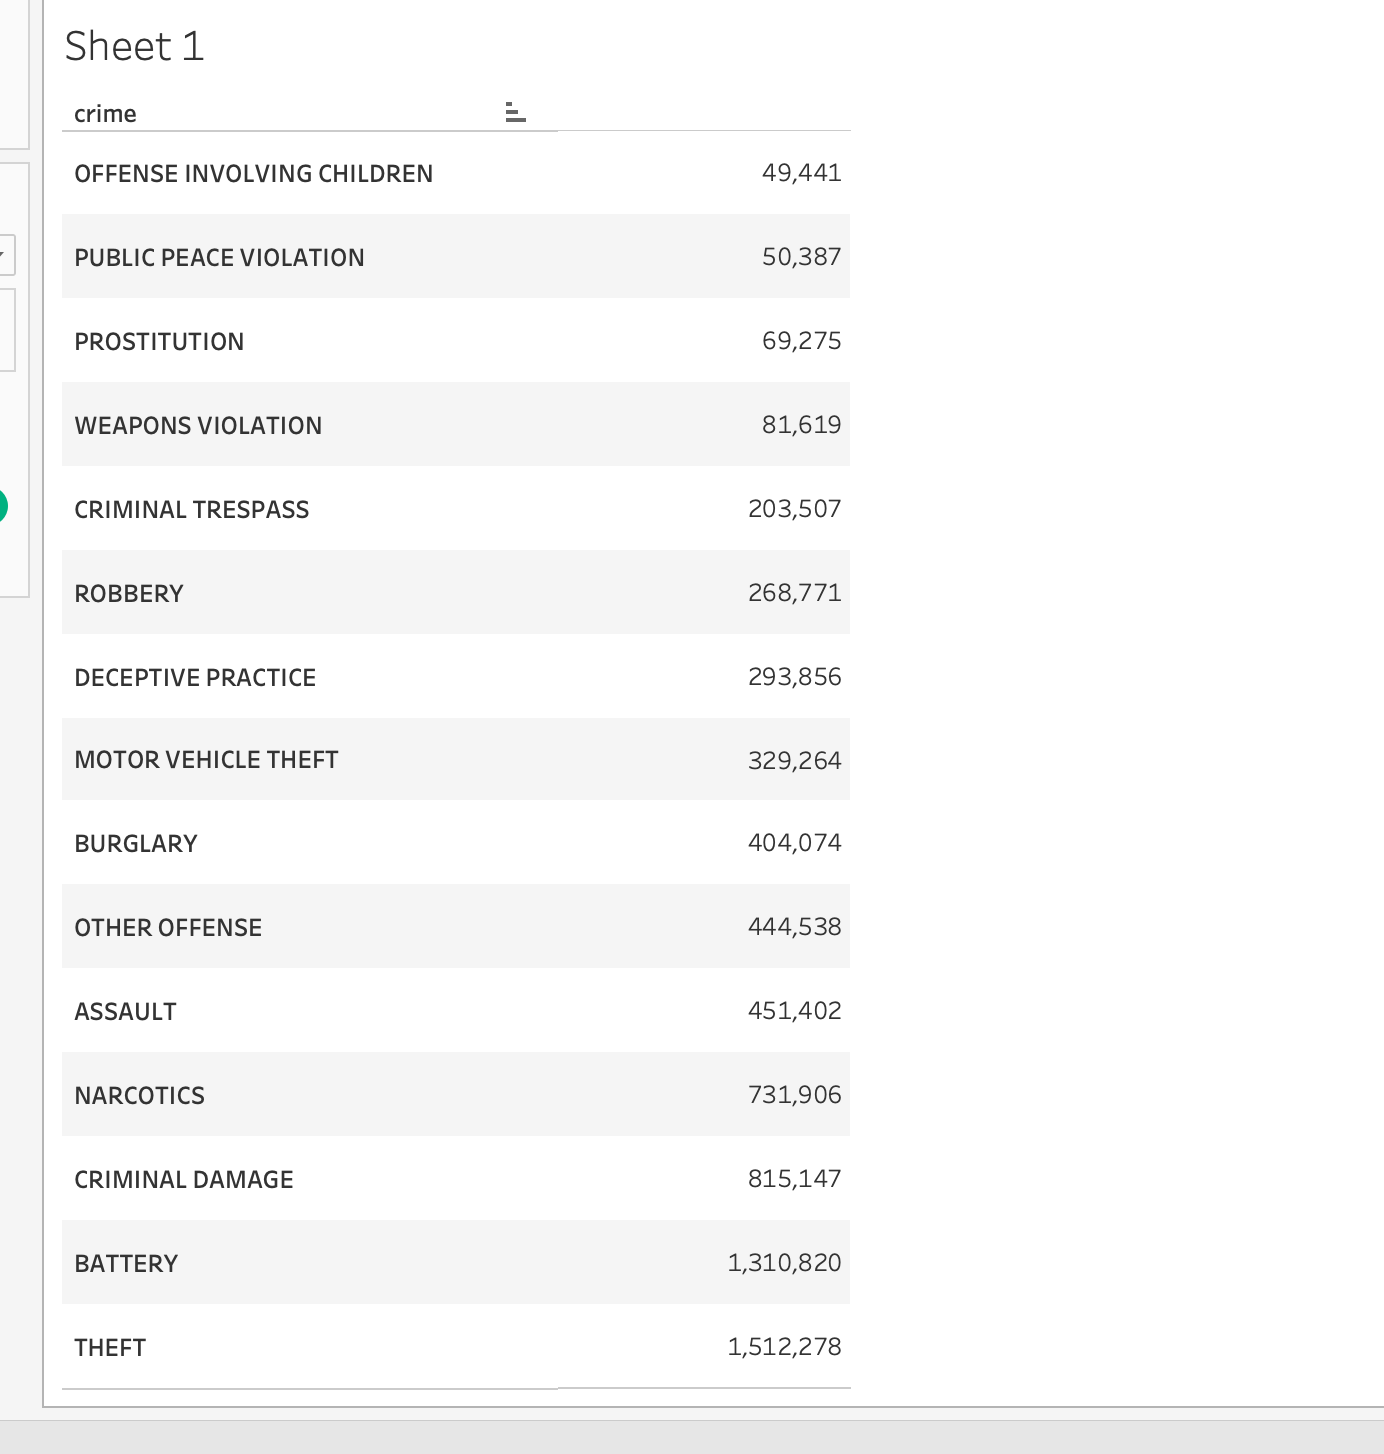 Sheet 1
crime
OFFENSE INVOLVING CHILDREN 49,441
PUBLIC PEACE VIOLATION 50,387
PROSTITUTION 69,275
WEAPONS VIOLATION 81,619
CRIMINAL TRESPASS 203,507
ROBBERY 268,771
DECEPTIVE PRACTICE 293,856
MOTOR VEHICLE THEFT 329,264
BURGLARY 404,074
OTHER OFFENSE 444,538
ASSAULT 451,402
NARCOTICS 731,906
CRIMINAL DAMAGE 815,147
BATTERY 1,310,820
THEFT 1,512,278